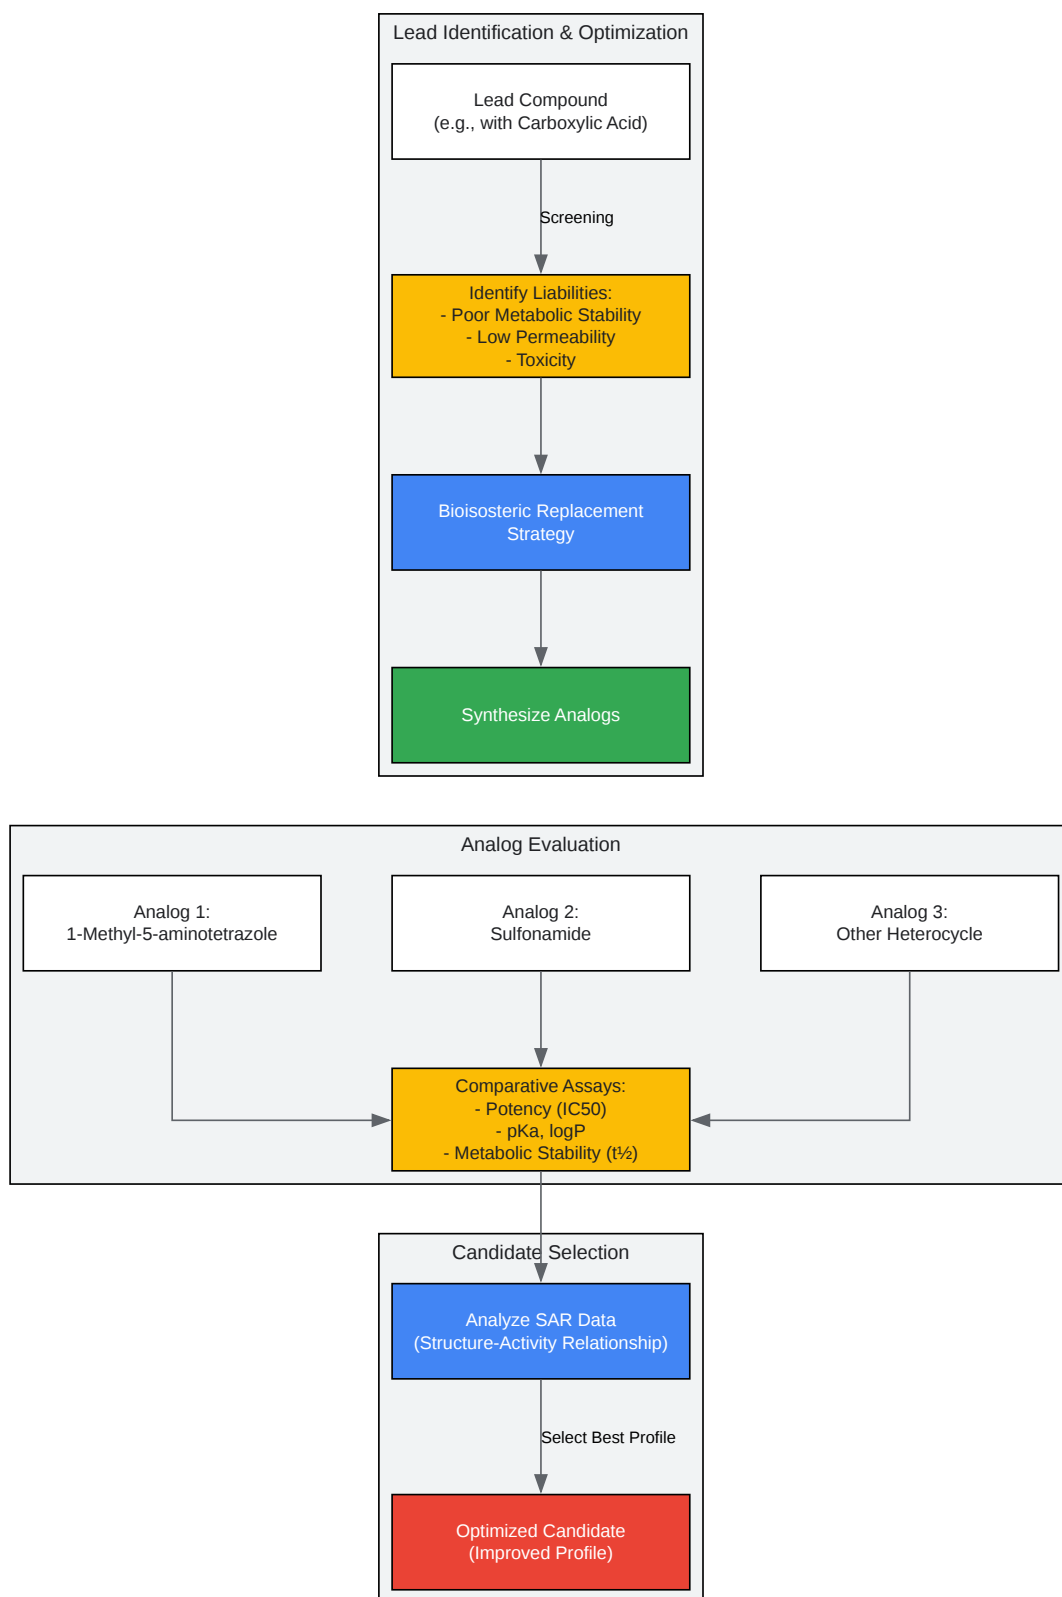 Lead Identification & Optimization
Lead Compound
(e.g., with Carboxylic Acid)
Screening
Identify Liabilities:
- Poor Metabolic Stability
- Low Permeability
- Toxicity
Bioisosteric Replacement
Strategy
Synthesize Analogs
Analog Evaluation
Analog 1:
1-Methyl-5-aminotetrazole
Analog 2:
Sulfonamide
Analog 3:
Other Heterocycle
Comparative Assays:
- Potency (IC50)
- pKa, logP
- Metabolic Stability (t½)
Candidate Selection
Analyze SAR Data
(Structure-Activity Relationship)
Select Best Profile
Optimized Candidate
(Improved Profile)